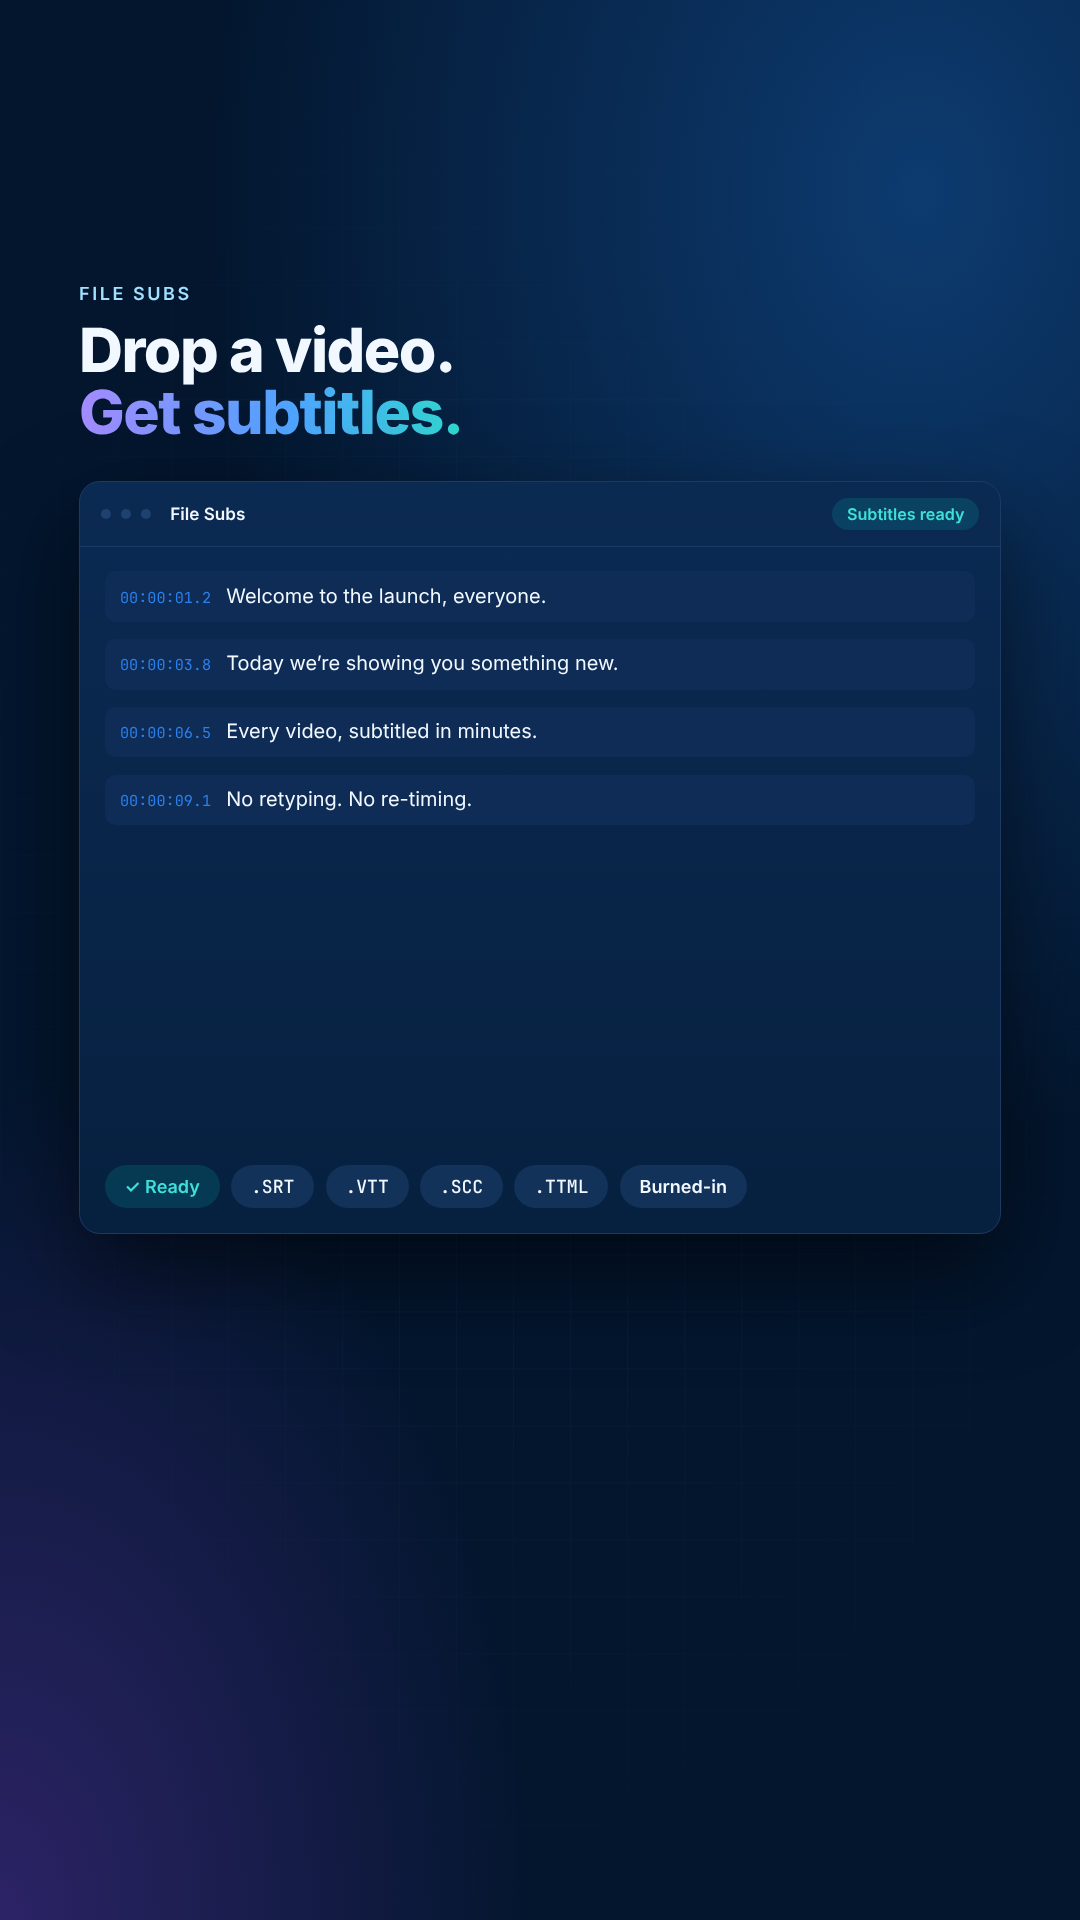 FILE SUBS
Drop a video.
Get subtitles.
File Subs
Subtitles ready
00:00:01.2 Welcome to the launch, everyone.
00:00:03.8 Today we’re showing you something new.
00:00:06.5 Every video, subtitled in minutes.
00:00:09.1 No retyping. No re-timing.
✓ Ready .SRT .VTT .SCC .TTML Burned-in